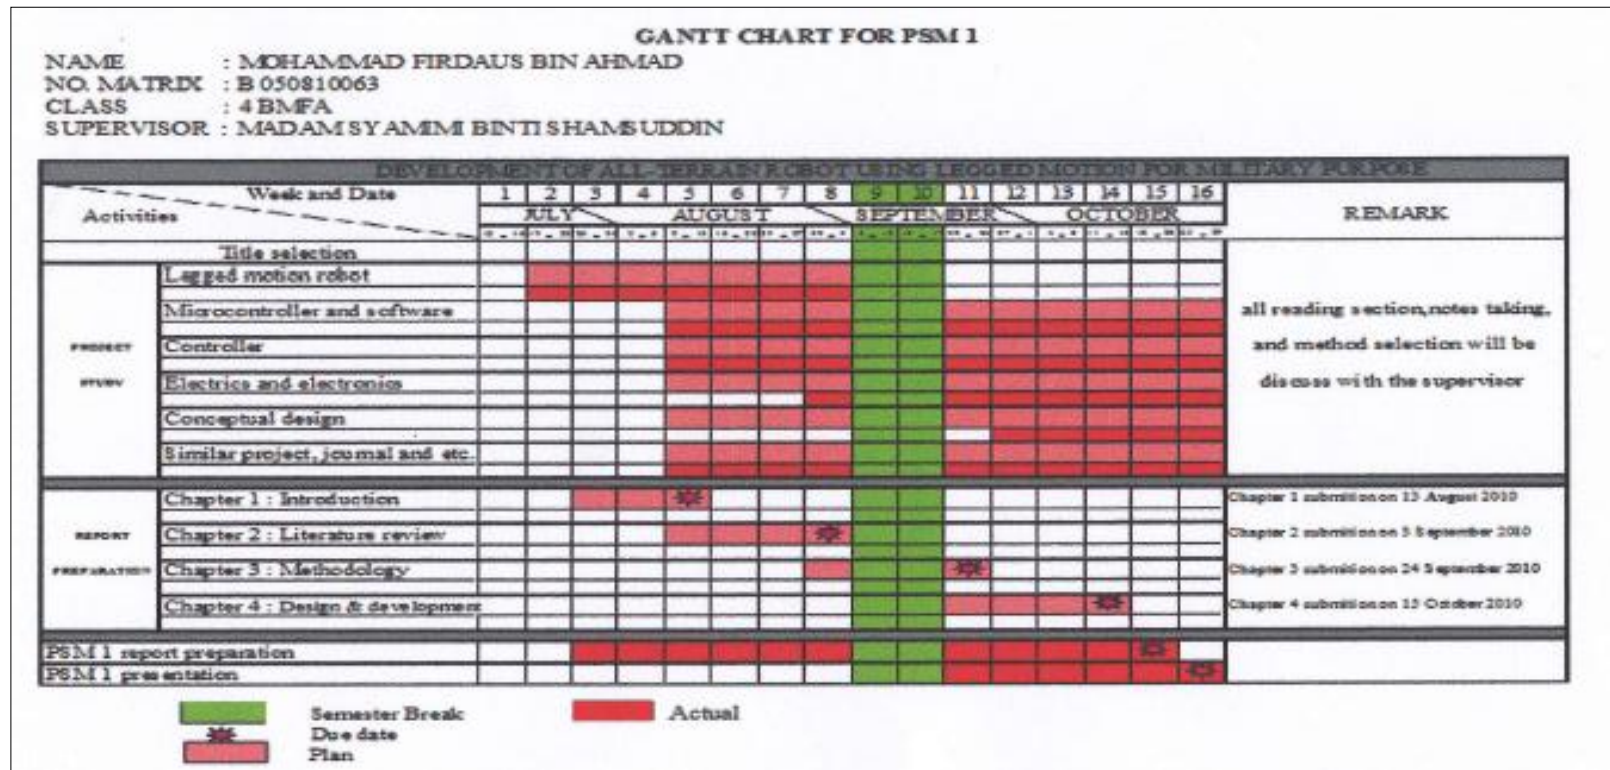 GANTT CHART FOR PSM 1
NAME : MOHAMMAD FIRDAUS BIN AHMAD
NO. MATRIX : B 050810063
CLASS : 4 BMFA
SUPERVISOR : MADAM SYAMIMI BINTI SHAMSUDDIN
DEVELOPMENT OF ALL-TERRAIN ROBOT USING LEGGED MOTION FOR MILITARY PURPOSE
Week and Date 1 2 3 4 5 6 7 8 9 10 11 12 13 14 15 16
Activities JULY AUGUST SEPTEMBER OCTOBER REMARK
Title selection
Legged motion robot
Microcontroller and software
all reading section,notes taking,
PROJECT Controller and method selection will be
STUDY Electrics and electronics discuss with the supervisor
Conceptual design
Similar project, journal and etc.
Chapter 1 : Introduction Chapter 1 submition on 13 August 2010
REPORT Chapter 2 : Literature review Chapter 2 submition on 3 September 2010
PREPARATION Chapter 3 : Methodology Chapter 3 submition on 24 September 2010
Chapter 4 : Design & development Chapter 4 submition on 15 October 2010
PSM 1 report preparation
PSM 1 presentation
Semester Break Actual
Due date
Plan